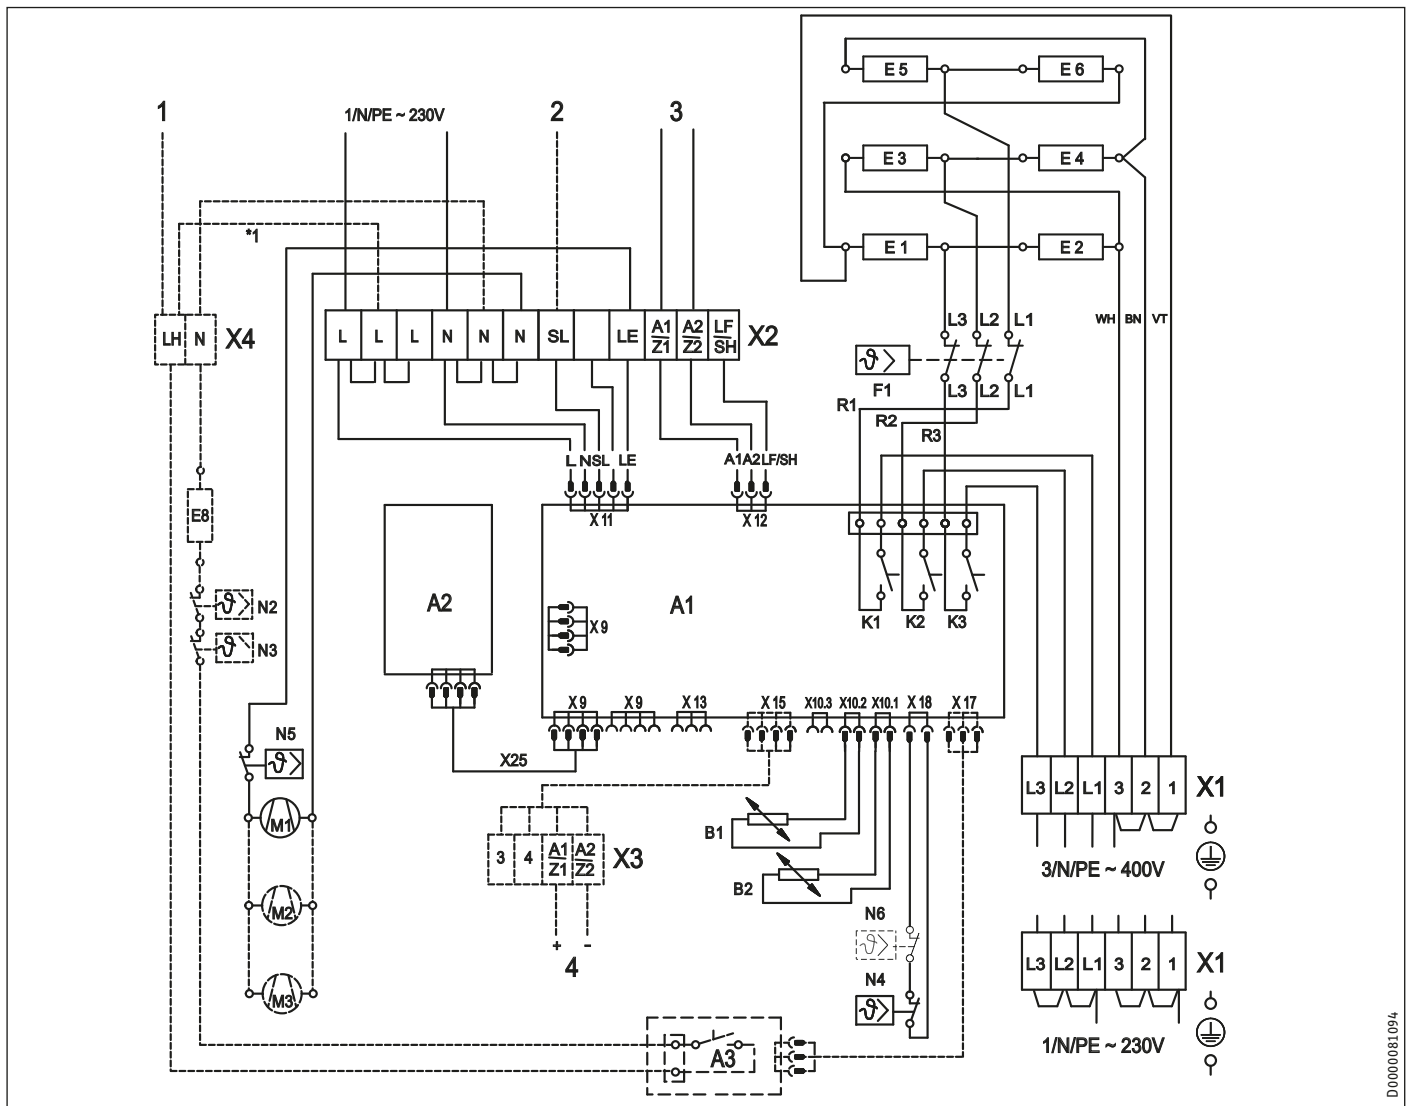 E 5 E 6
1 1/N/PE ~ 230V 2 3
E 3 E 4
*1
E 1 E 2
L3 L2 L1 WH BN VT
LH N X4 L L L N N N SL LE A1 A2 LF X2
Z1 Z2 SH
F1 L3 L2 L1
R1
R2
R3
L N SL LE A1 A2 LF/SH
X 11 X 12
E8
A2 A1
N2
X 9
K1 K2 K3
N3
X 9 X 9 X 13 X 15 X10.3 X10.2 X10.1 X 18 X 17
N5
X25
L3 L2 L1 3 2 1 X1
M1
B1
3 4 A1 A2 X3
Z1 Z2
3/N/PE ~ 400V
B2
M2
N6
+ -
4
L3 L2 L1 3 2 1 X1
N4
M3
1/N/PE ~ 230V
A3
D0000081094